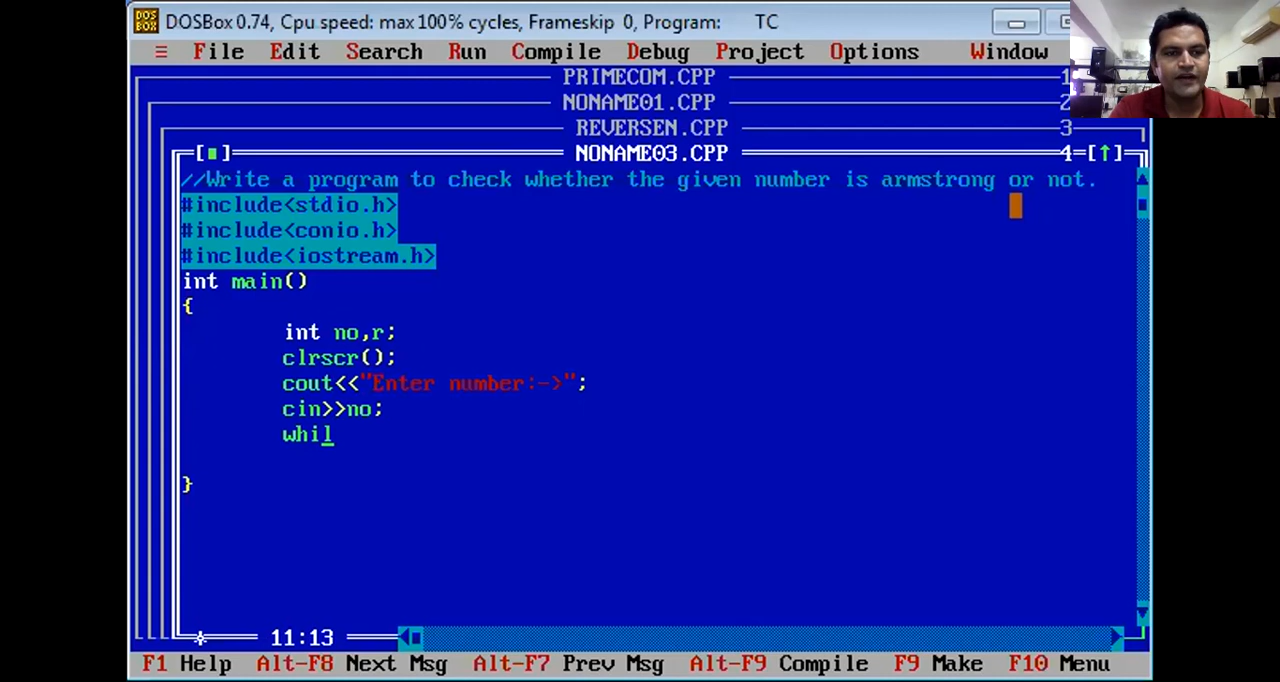 DOSBox 0.74, Cpu speed: max 100% cycles, Frameskip 0, Program: TC
≡ File Edit Search Run Compile Debug Project Options Window
PRIMECOM.CPP 1
NONAME01.CPP 2
REVERSEN.CPP 3
[■] NONAME03.CPP 4=[↑]
//Write a program to check whether the given number is armstrong or not.
#include<stdio.h>
#include<conio.h>
#include<iostream.h>
int main()
{
int no,r;
clrscr();
cout<<"Enter number:->";
cin>>no;
whil
}
11:13
F1 Help Alt-F8 Next Msg Alt-F7 Prev Msg Alt-F9 Compile F9 Make F10 Menu